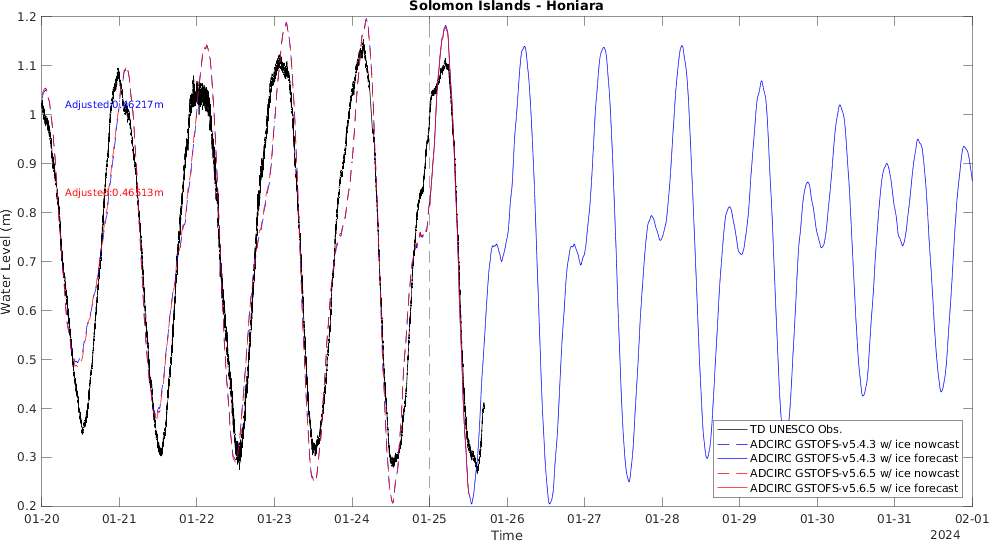 Solomon Islands - Honiara
Water Level (m)
1.2
1.1
1
0.9
0.8
0.7
0.6
0.5
0.4
0.3
0.2
Adjusted:0.46217m
Adjusted:0.46513m
TD UNESCO Obs.
ADCIRC GSTOFS-v5.4.3 w/ ice nowcast
ADCIRC GSTOFS-v5.4.3 w/ ice forecast
ADCIRC GSTOFS-v5.6.5 w/ ice nowcast
ADCIRC GSTOFS-v5.6.5 w/ ice forecast
01-20 01-21 01-22 01-23 01-24 01-25 01-26 01-27 01-28 01-29 01-30 01-31 02-01
Time
2024